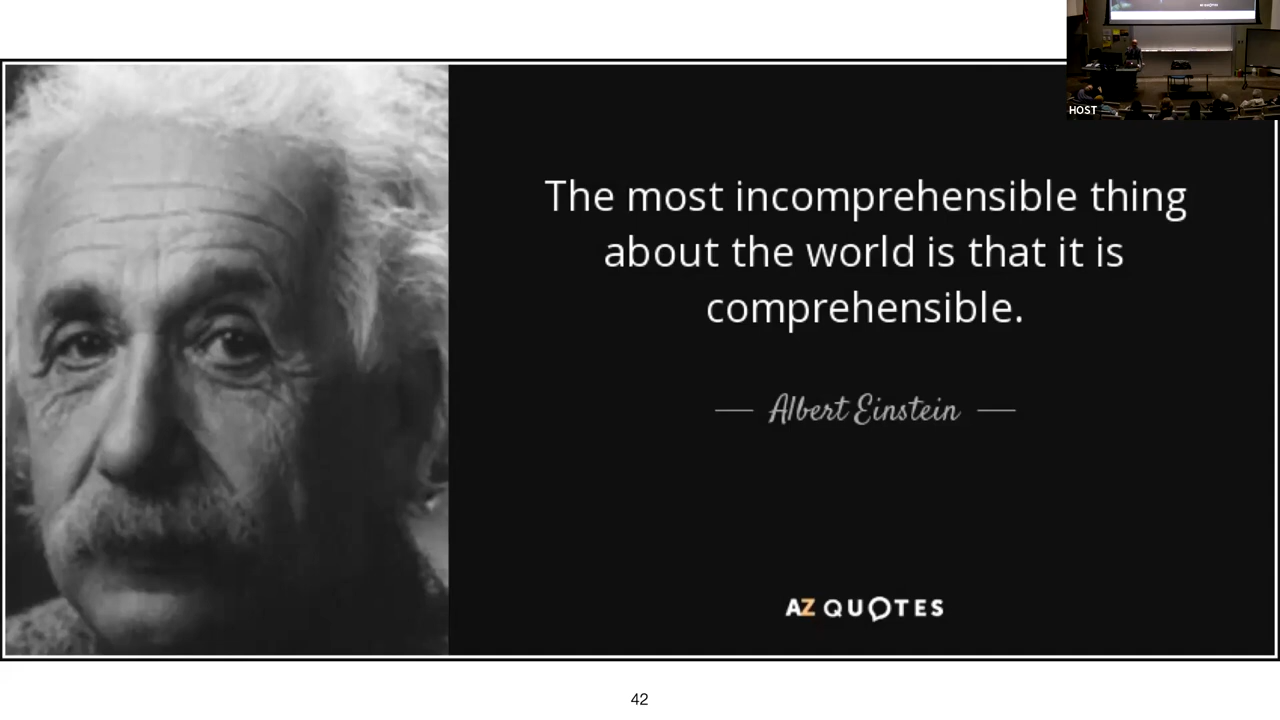 HOST
The most incomprehensible thing
about the world is that it is
comprehensible.
Albert Einstein
AZ QUOTES
42